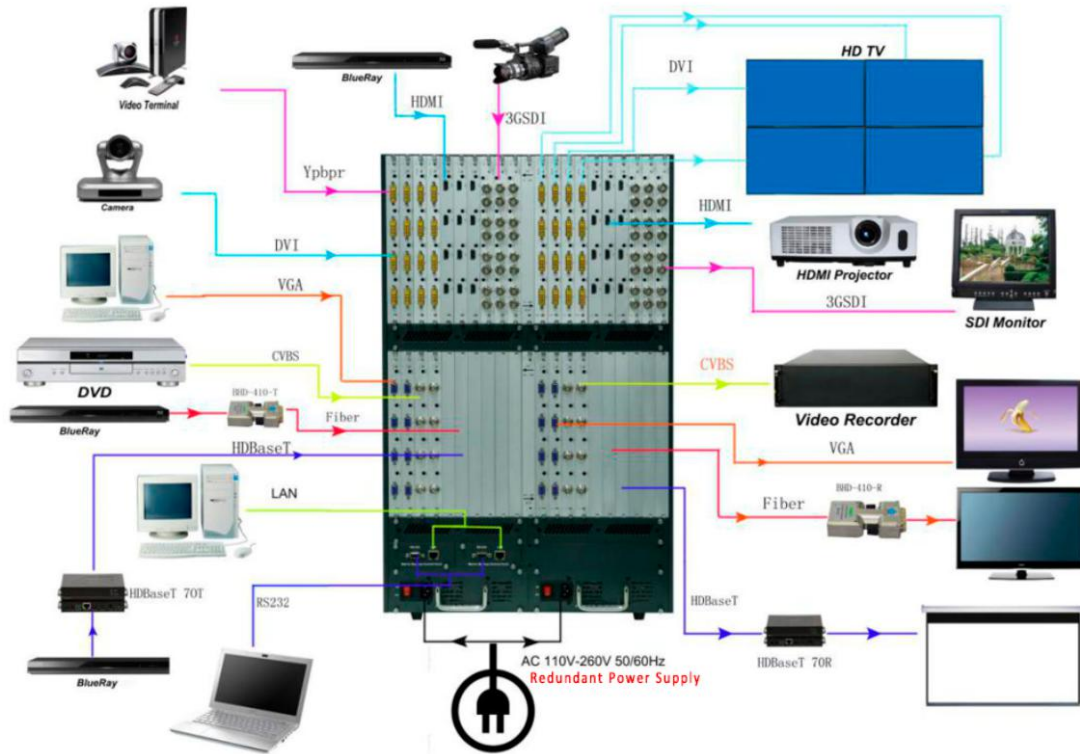 HD TV
BlueRay
Video Terminal
DVI
HDMI
3GSDI
Ypbpr
Camera
HDMI
DVI
HDMI Projector
VGA
3GSDI
SDI Monitor
CVBS
CVBS
DVD
BHD-410-T
Video Recorder
Fiber
BlueRay
HDBaseT
VGA
LAN
BHD-410-R
Fiber
HDBaseT 70T
RS232
HDBaseT
HDBaseT 70R
AC 110V-260V 50/60Hz
BlueRay
Redundant Power Supply